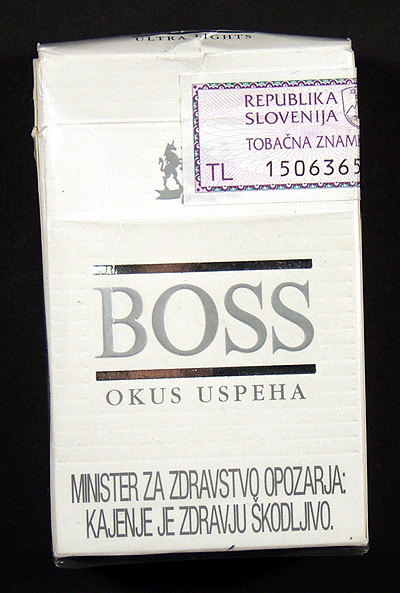 ULTRA LIGHTS
REPUBLIKA
SLOVENIJA
TOBAČNA ZNAM
TL 1506365
BOSS
OKUS USPEHA
MINISTER ZA ZDRAVSTVO OPOZARJA:
KAJENJE JE ZDRAVJU ŠKODLJIVO.